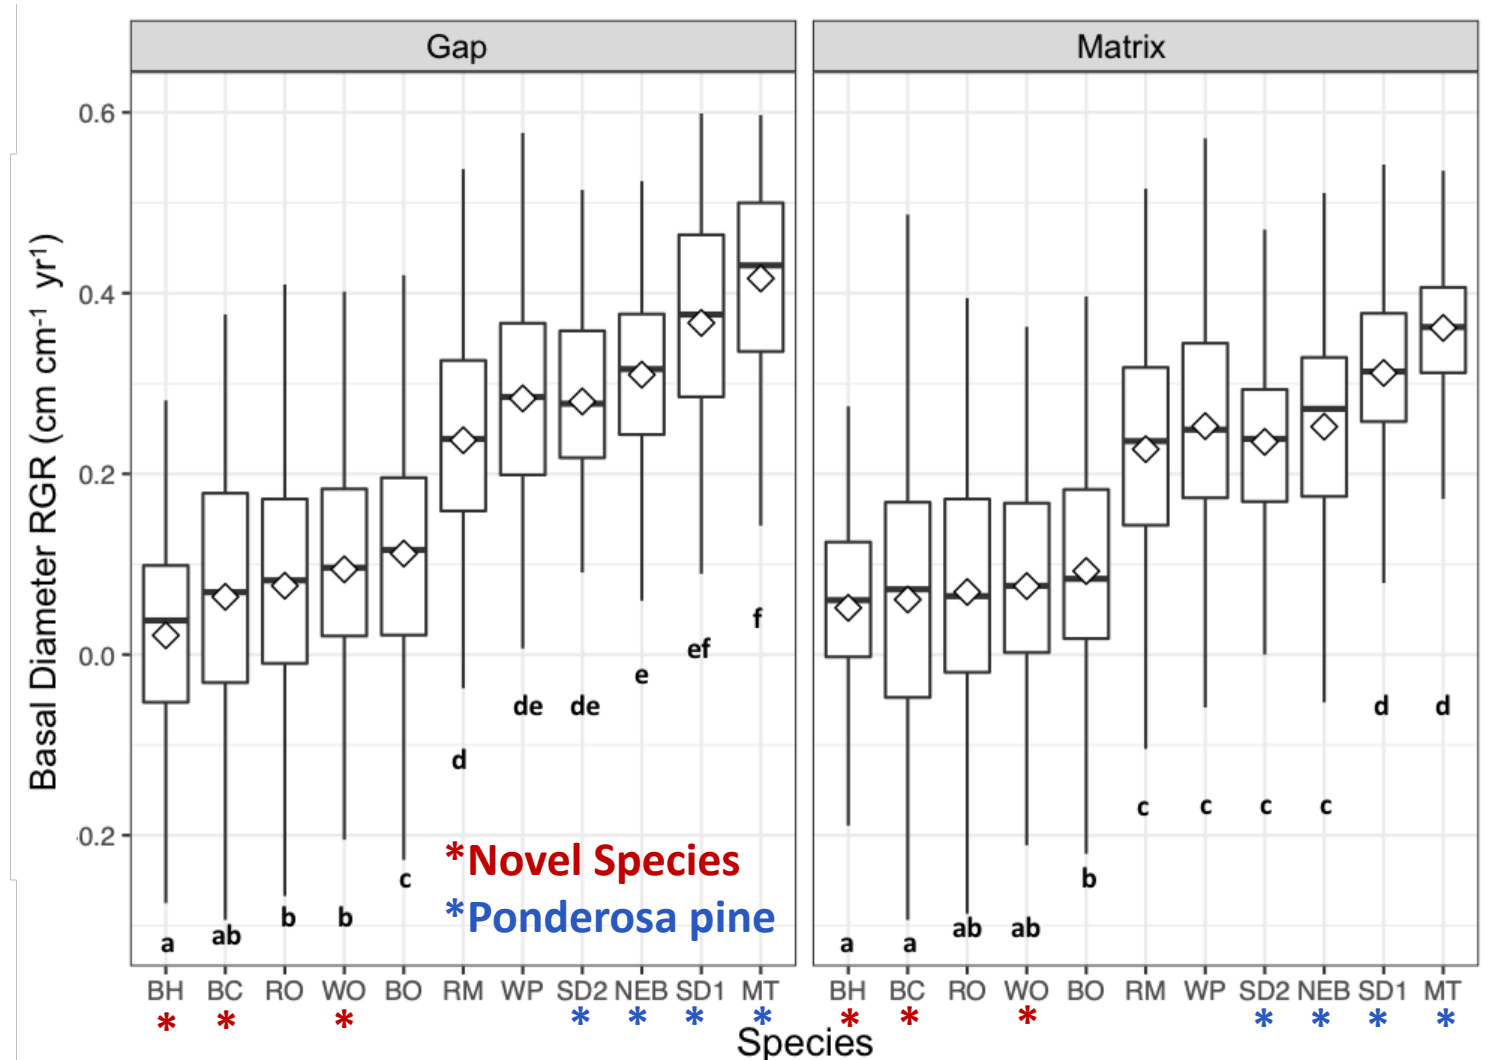 Gap Matrix
Basal Diameter RGR (cm cm⁻¹ yr¹)
0.6
0.4
0.2
0.0
-0.2
a ab b b c d de de e ef f
a a ab ab b c c c c d d
*Novel Species
*Ponderosa pine
BH BC RO WO BO RM WP SD2 NEB SD1 MT BH BC RO WO BO RM WP SD2 NEB SD1 MT
* * * * * * * * * * * * * *
Species